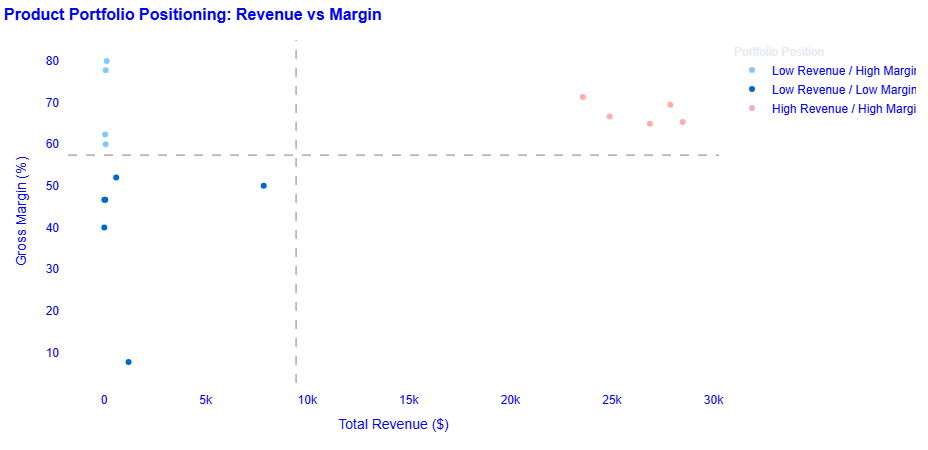 Product Portfolio Positioning: Revenue vs Margin
Portfolio Position
Low Revenue / High Margin
Low Revenue / Low Margin
High Revenue / High Margi
Gross Margin (%)
80
70
60
50
40
30
20
10
0
5k
10k
15k
20k
25k
30k
Total Revenue ($)